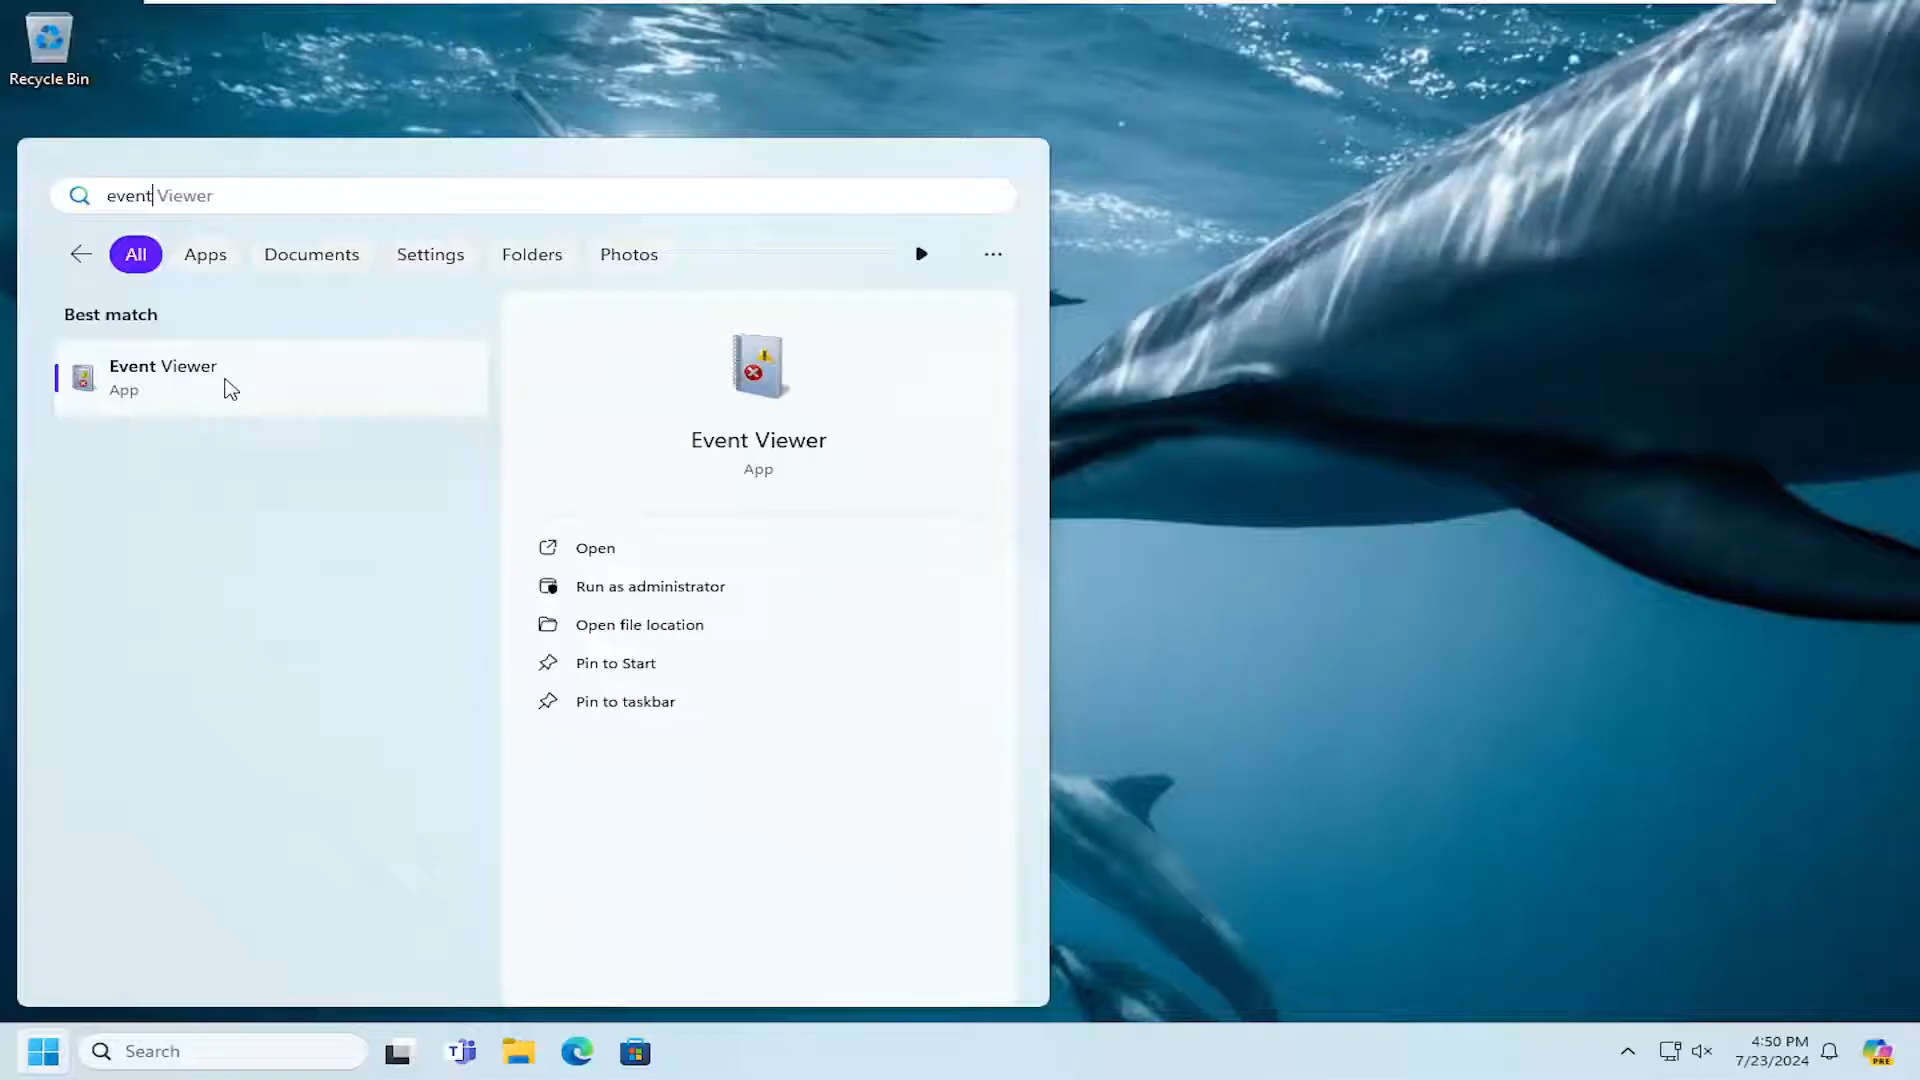 Recycle Bin
event Viewer
All Apps Documents Settings Folders Photos ...
Best match
Event Viewer
App
Event Viewer
App
Open
Run as administrator
Open file location
Pin to Start
Pin to taskbar
Search
4:50 PM
7/23/2024
PRE